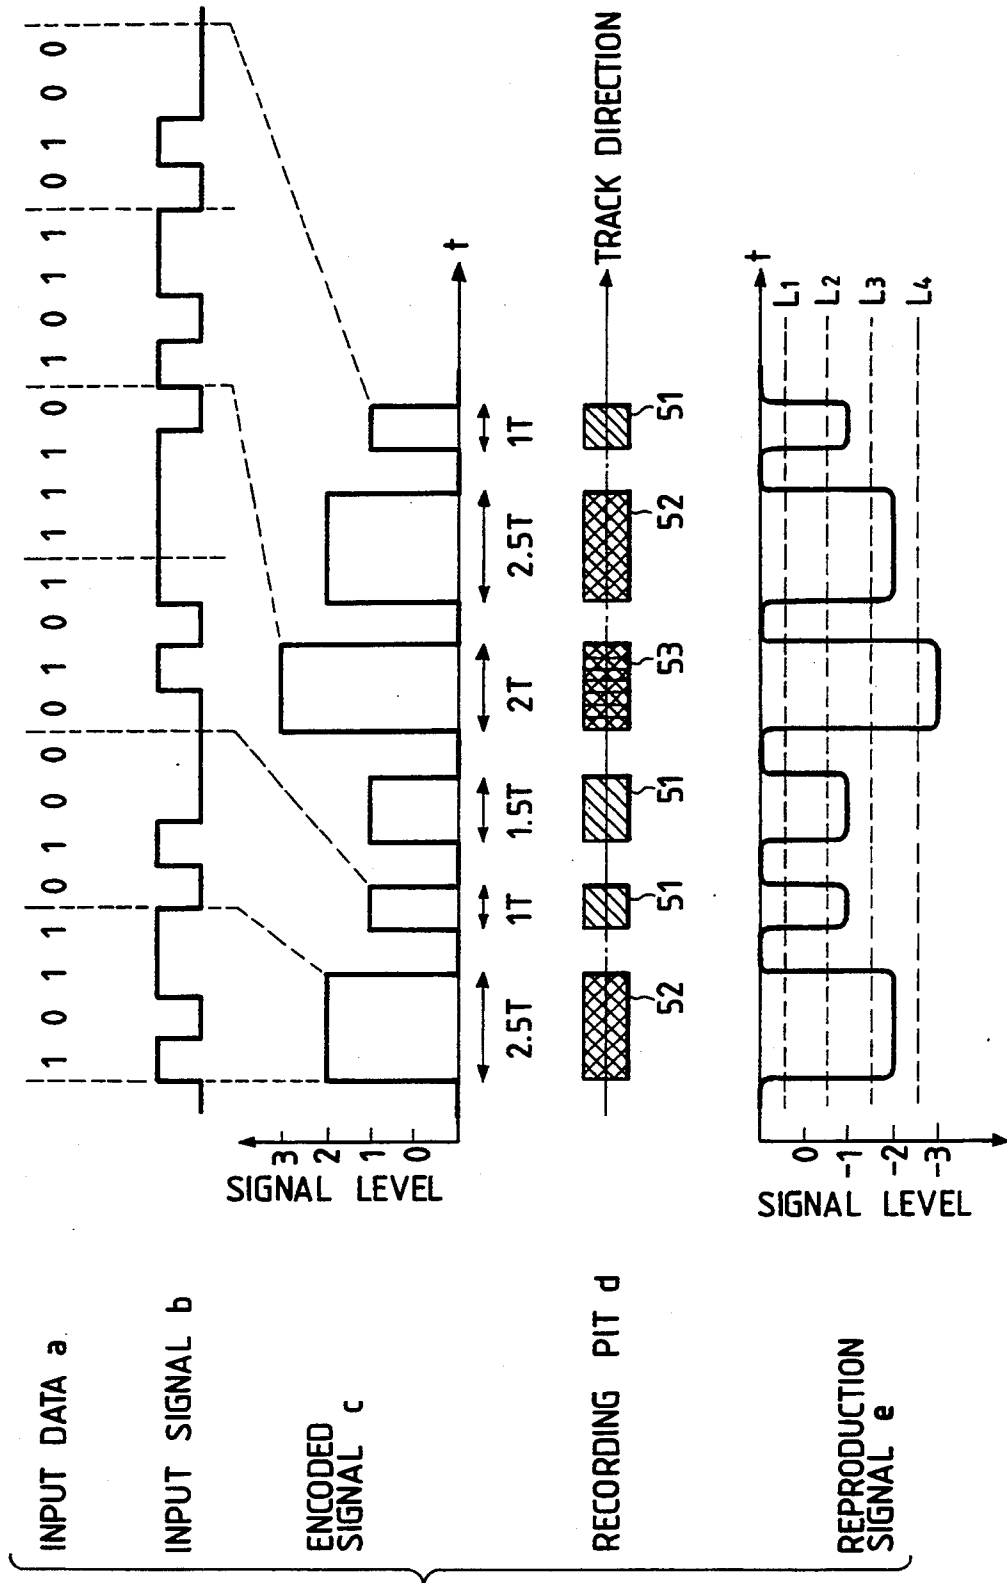 INPUT DATA a
1 0 1 1 0 1 0 0 0 1 0 1 1 1 1 0 1 0 1 1 0 1 0 0
INPUT SIGNAL b
ENCODED
SIGNAL c
SIGNAL LEVEL
3
2
1
0
t
2.5T 1T 1.5T 2T 2.5T 1T
RECORDING PIT d
TRACK DIRECTION
52 51 51 53 52 51
REPRODUCTION
SIGNAL e
SIGNAL LEVEL
0
-1
-2
-3
t
L1
L2
L3
L4